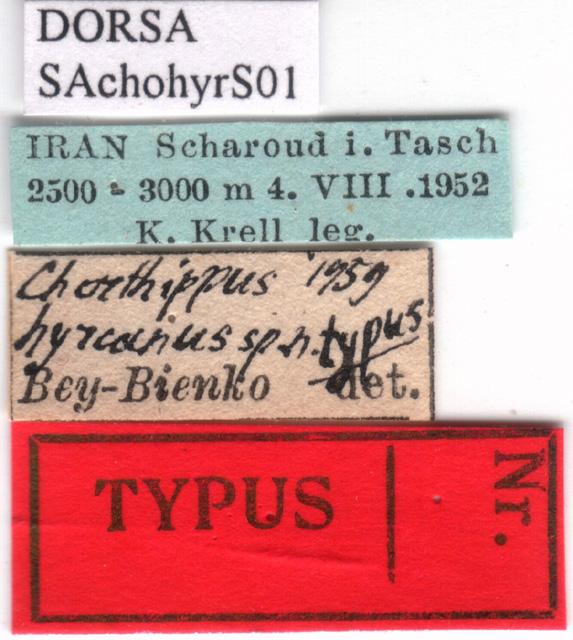 DORSA
SAchohyrS01
IRAN Scharoud i. Tasch
2500 - 3000 m 4. VIII .1952
K. Krell leg.
Chorthippus 1959
hyrcanus sp.n. typus
Bey-Bienko det.
TYPUS
Nr.